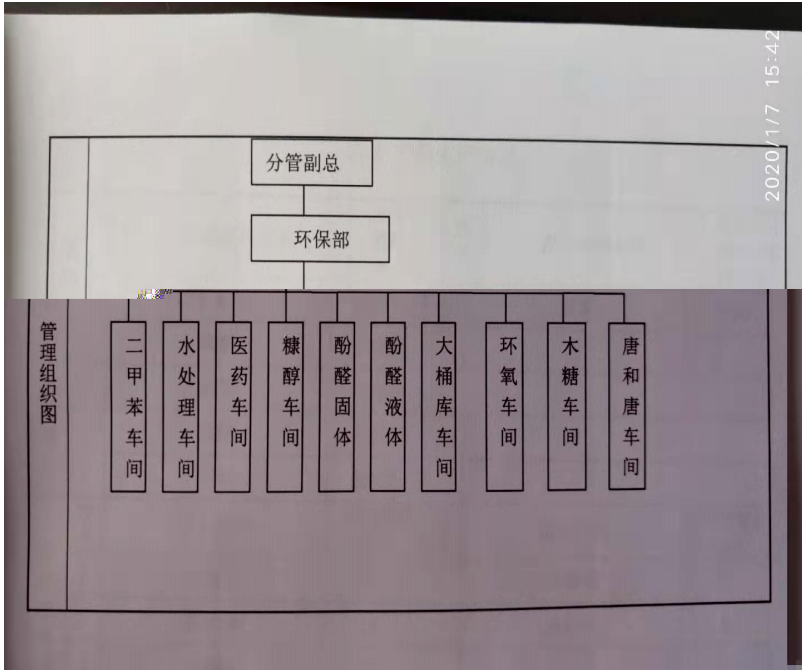 2020/1/7 15:42
分管副总
环保部
管理组织图
二甲苯车间
水处理车间
医药车间
糠醇车间
酚醛固体
酚醛液体
大桶库车间
环氧车间
木糖车间
唐和唐车间